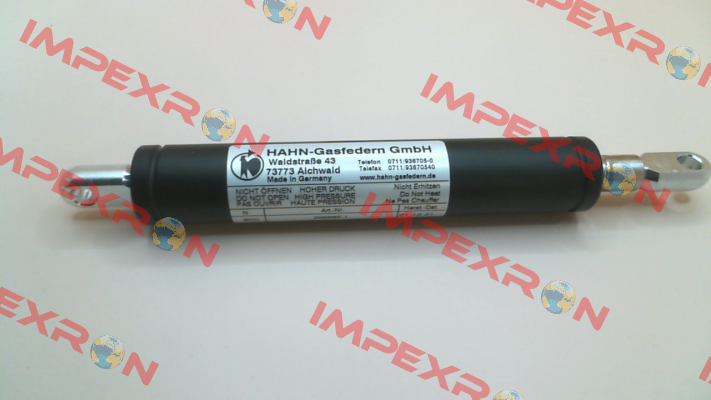 IMPEXRON
IMPEXRON
IMPEXRON
HAHN-Gasfedern GmbH
Waldstraße 43
73773 Aichwald
Made in Germany
Telefon 0711/936705-0
Telefax 0711/93670540
www.hahn-gasfedern.de
NICHT ÖFFNEN HOHER DRUCK
DO NOT OPEN HIGH PRESSURE
PAS OUVRIR HAUTE PRESSION
Nicht Erhitzen
Do Not Heat
Ne Pas Chauffer
N
Art.-Nr.
IMPEXRON
IMPEXRON
IMPEXRON